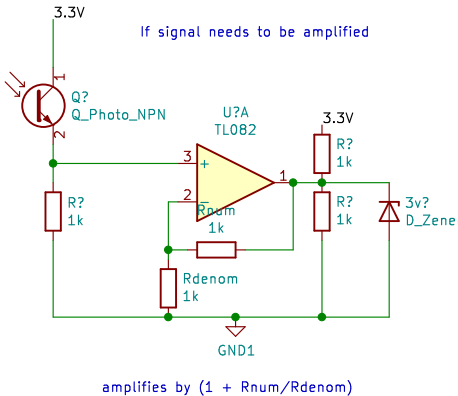 3.3V
If signal needs to be amplified
1
Q?
Q_Photo_NPN
2
U?A
TL082
3.3V
3
+
1
R?
1k
2
−
Rnum
1k
R?
1k
R?
1k
3v?
D_Zene
Rdenom
1k
GND1
amplifies by (1 + Rnum/Rdenom)